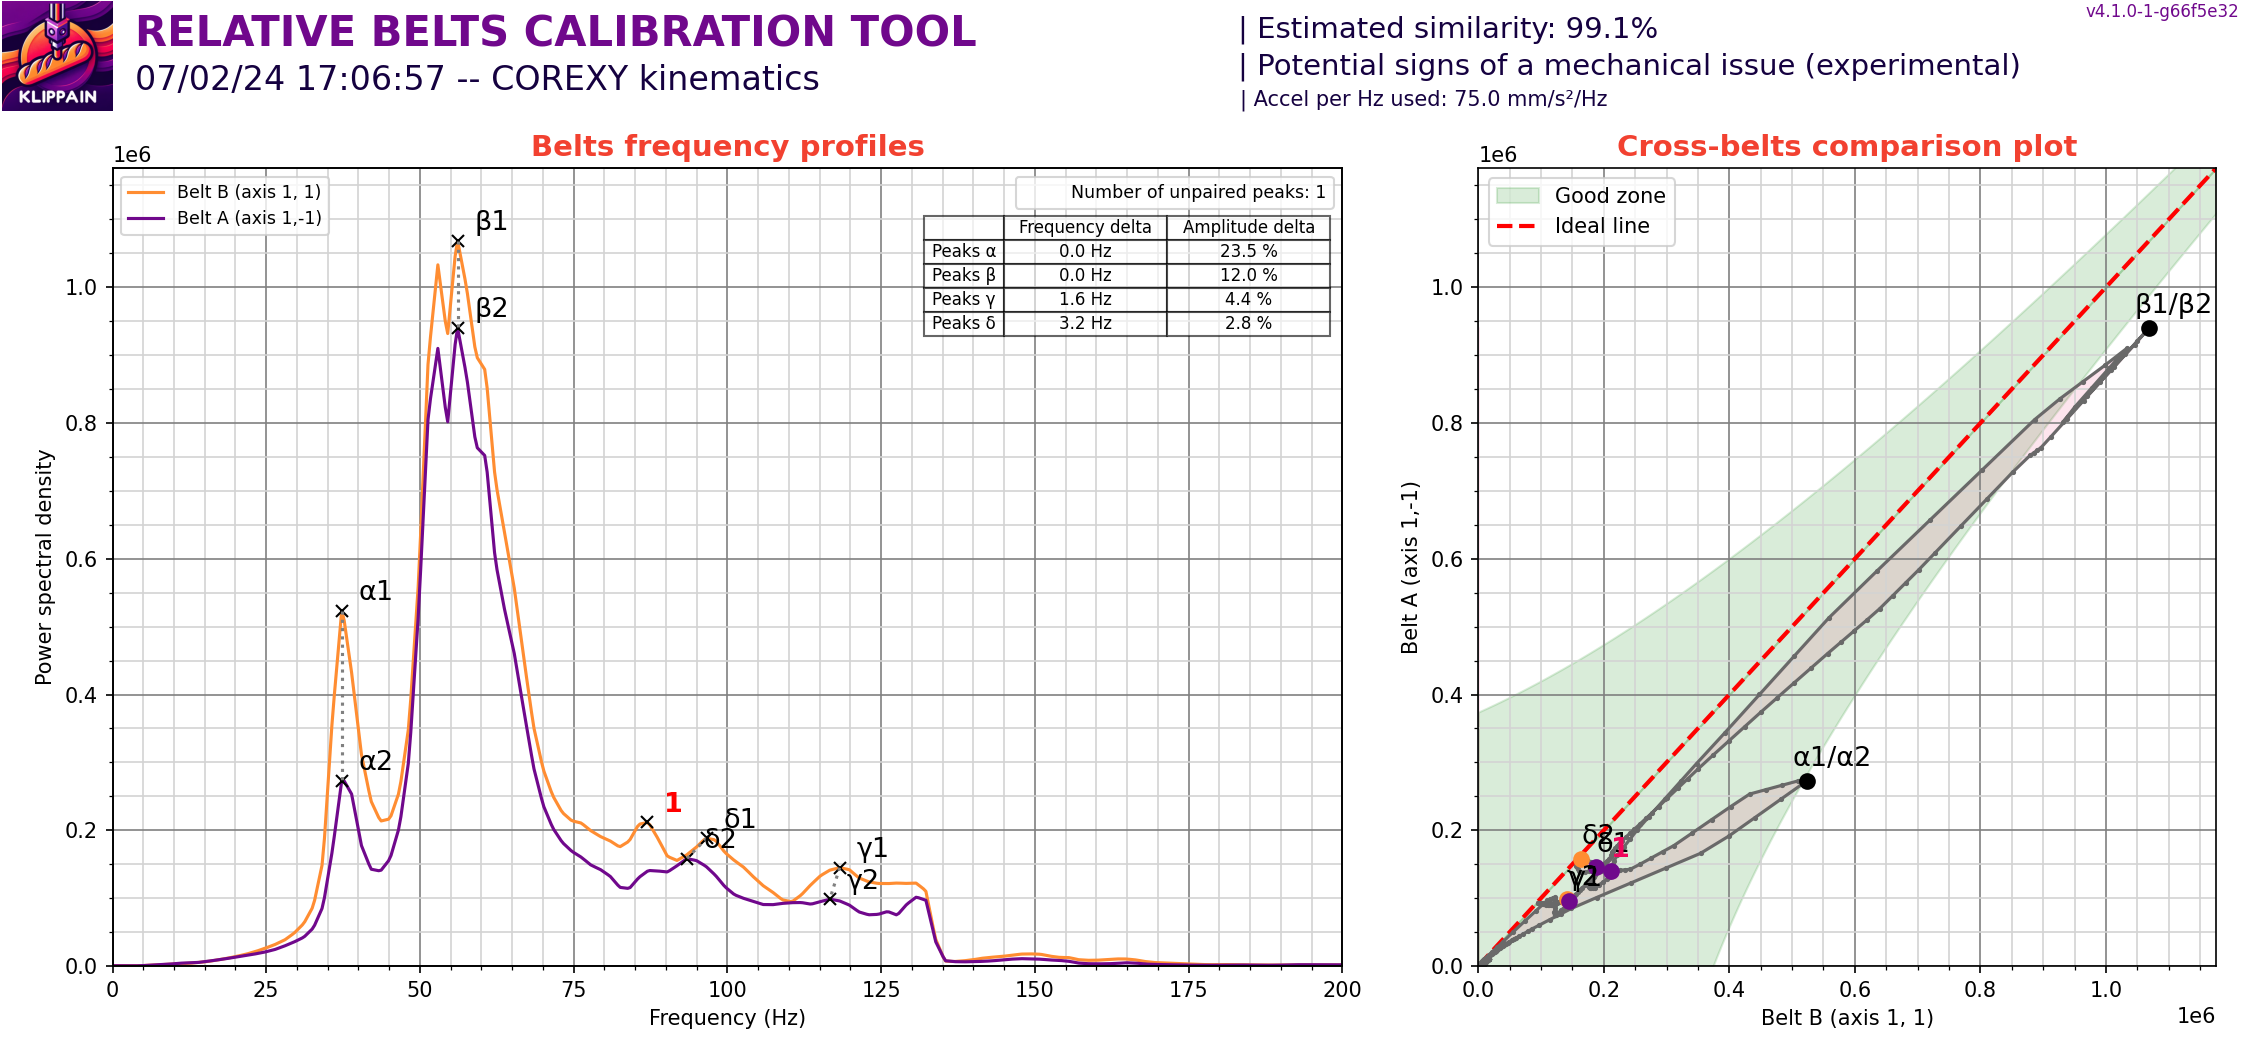 KLIPPAIN
RELATIVE BELTS CALIBRATION TOOL
07/02/24 17:06:57 -- COREXY kinematics
| Estimated similarity: 99.1%
| Potential signs of a mechanical issue (experimental)
| Accel per Hz used: 75.0 mm/s²/Hz
v4.1.0-1-g66f5e32
Belts frequency profiles
1e6
Belt B (axis 1, 1)
Belt A (axis 1,-1)
Number of unpaired peaks: 1
Frequency delta Amplitude delta
Peaks α 0.0 Hz 23.5 %
Peaks β 0.0 Hz 12.0 %
Peaks γ 1.6 Hz 4.4 %
Peaks δ 3.2 Hz 2.8 %
β1
β2
α1
α2
1
δ1
δ2
γ1
γ2
1.0
0.8
0.6
0.4
0.2
0.0
Power spectral density
0 25 50 75 100 125 150 175 200
Frequency (Hz)
Cross-belts comparison plot
1e6
Good zone
Ideal line
β1/β2
α1/α2
δ2
δ1
1
γ2
γ1
1.0
0.8
0.6
0.4
0.2
0.0
Belt A (axis 1,-1)
0.0 0.2 0.4 0.6 0.8 1.0
Belt B (axis 1, 1)
1e6